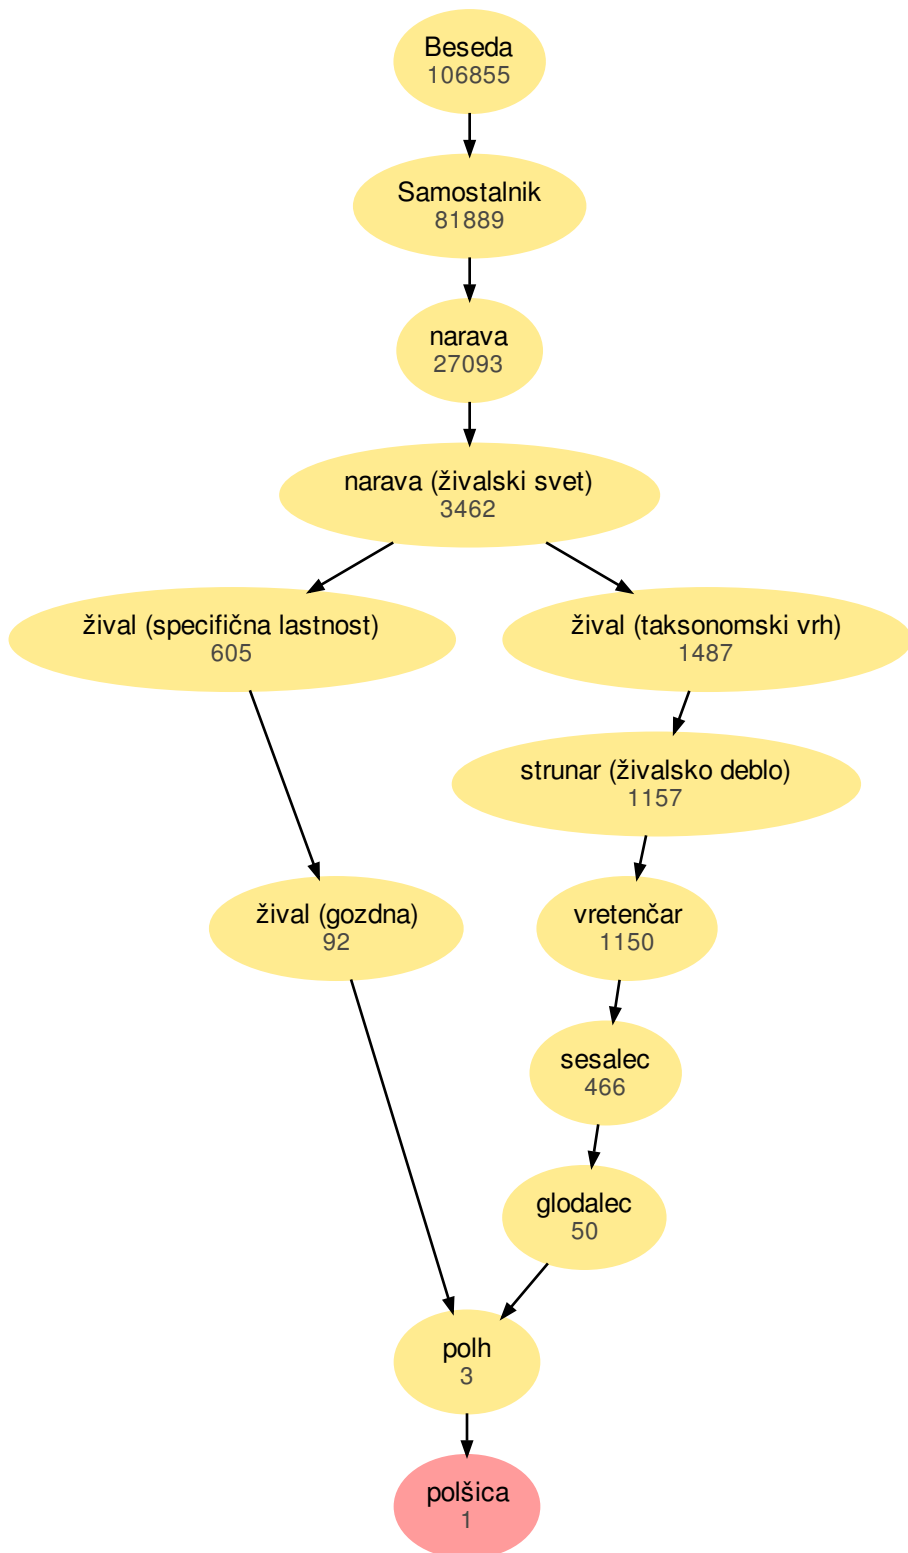 Beseda
106855
Samostalnik
81889
narava
27093
narava (živalski svet)
3462
žival (specifična lastnost)
605
žival (taksonomski vrh)
1487
strunar (živalsko deblo)
1157
žival (gozdna)
92
vretenčar
1150
sesalec
466
glodalec
50
polh
3
polšica
1